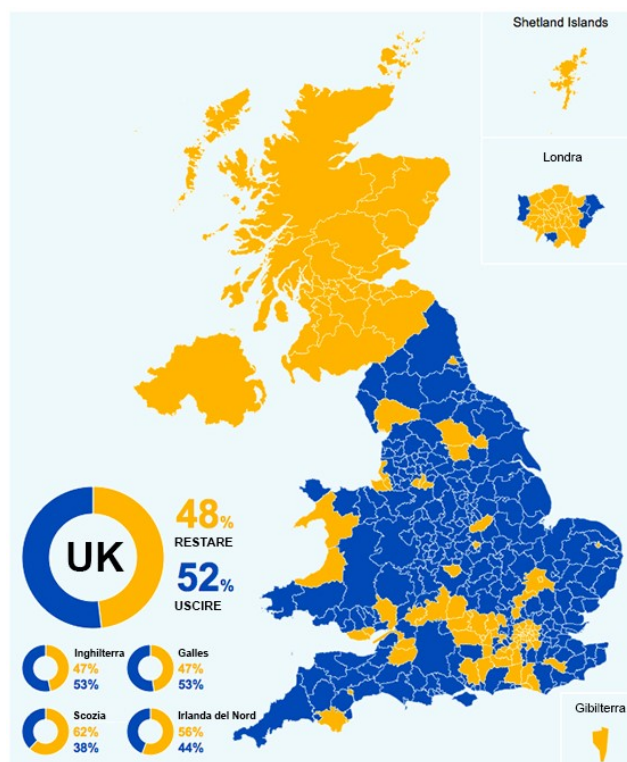 Shetland Islands
Londra
48%
RESTARE
UK
52%
USCIRE
Inghilterra
47%
53%
Galles
47%
53%
Scozia
62%
38%
Irlanda del Nord
56%
44%
Gibilterra